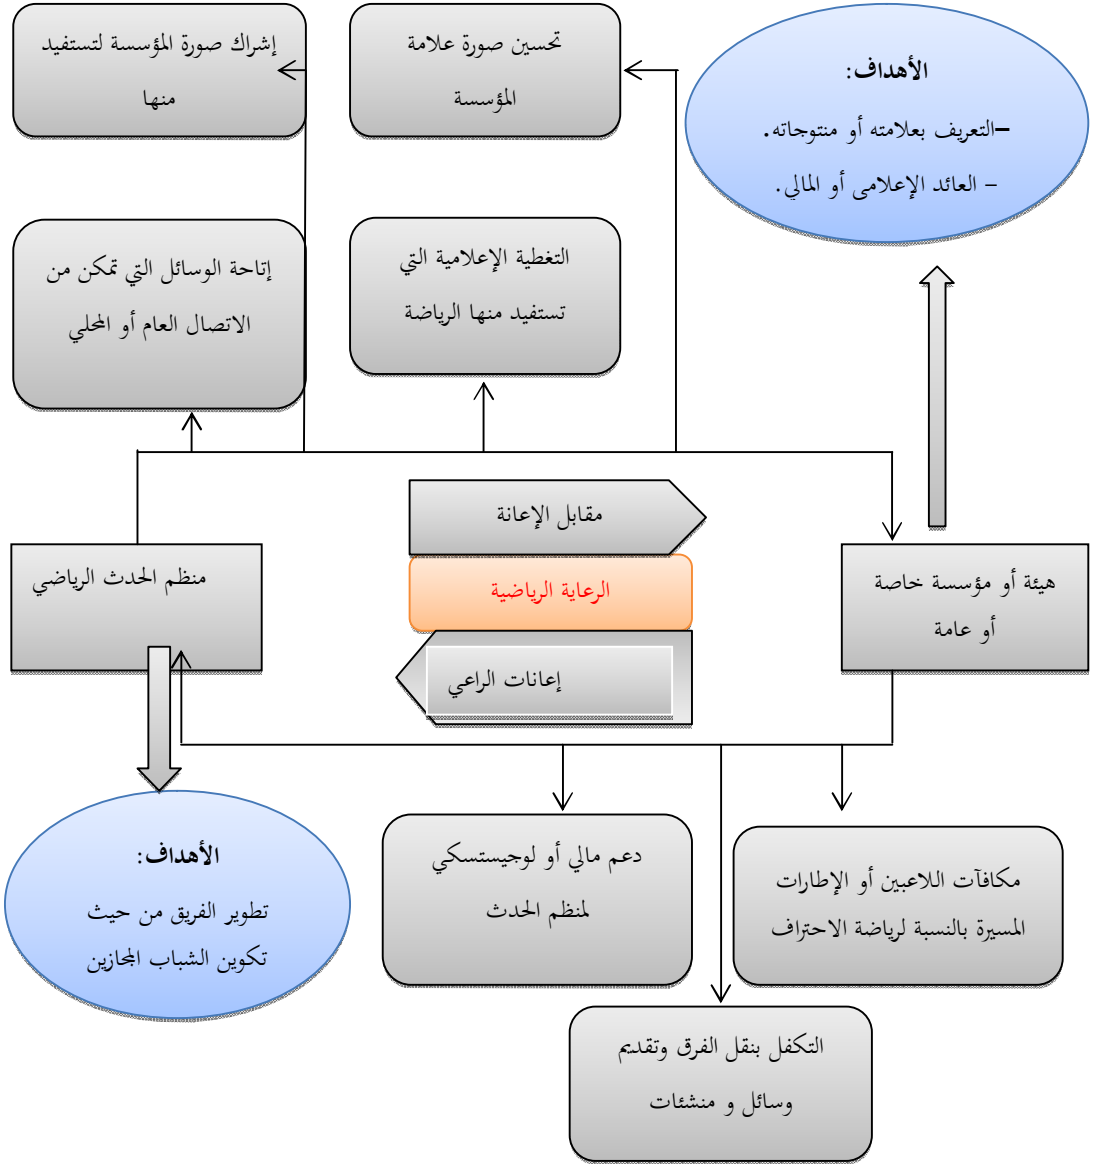 الأهداف:
–التعريف بعلامته أو منتوجاته.
– العائد الإعلامى أو المالي.
تحسين صورة علامة
المؤسسة
إشراك صورة المؤسسة لتستفيد
منها
التغطية الإعلامية التي
تستفيد منها الرياضة
إتاحة الوسائل التي تمكن من
الاتصال العام أو المحلي
هيئة أو مؤسسة خاصة
أو عامة
مقابل الإعانة
الرعاية الرياضية
إعانات الراعي
منظم الحدث الرياضي
مكافآت اللاعبين أو الإطارات
المسيرة بالنسبة لرياضة الاحتراف
دعم مالي أو لوجيستسكي
لمنظم الحدث
الأهداف:
تطوير الفريق من حيث
تكوين الشباب المجازين
التكفل بنقل الفرق وتقديم
وسائل و منشئات